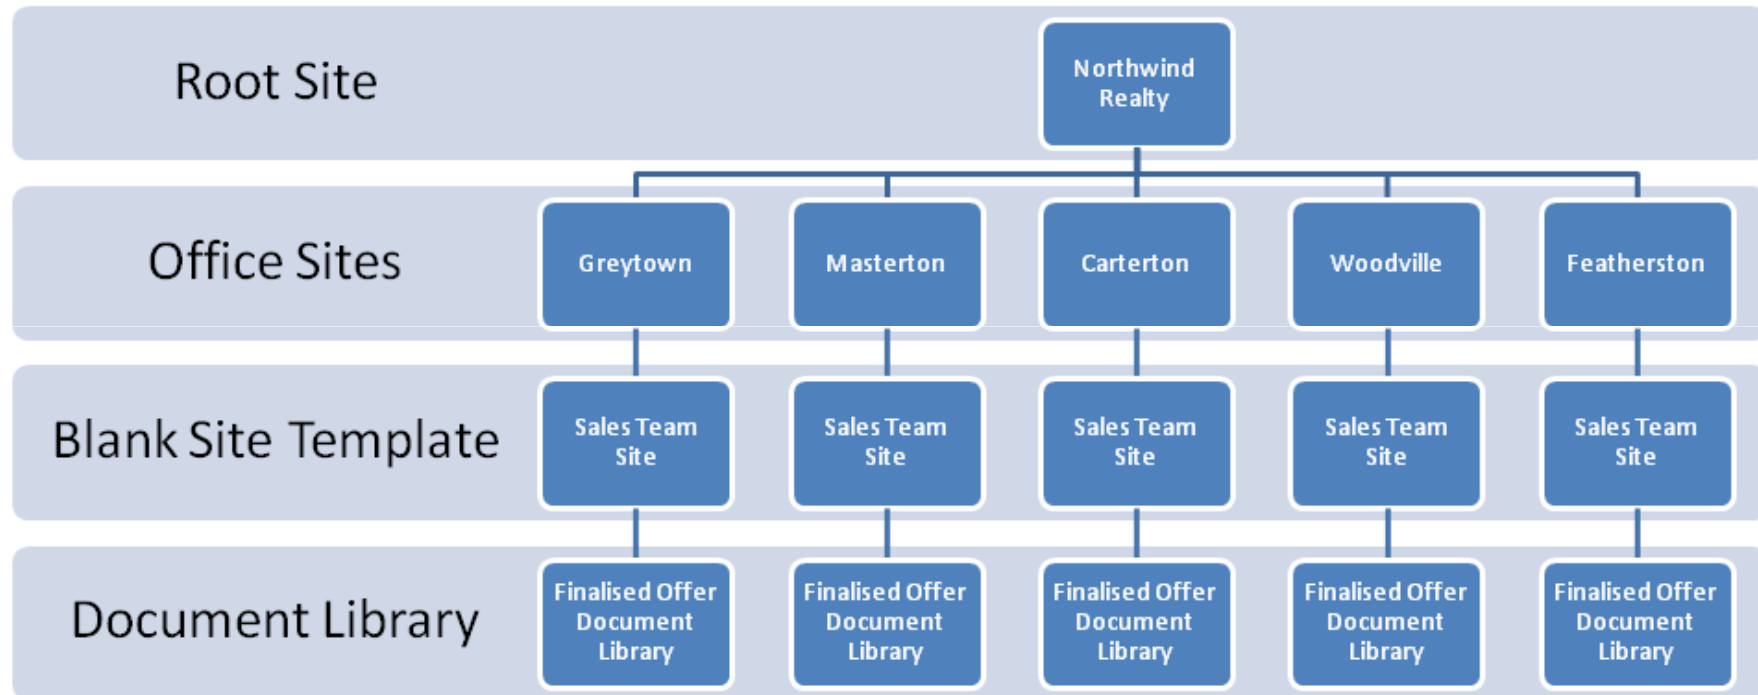 Root Site
Northwind
Realty
Office Sites
Greytown
Masterton
Carterton
Woodville
Featherston
Blank Site Template
Sales Team
Site
Sales Team
Site
Sales Team
Site
Sales Team
Site
Sales Team
Site
Document Library
Finalised Offer
Document
Library
Finalised Offer
Document
Library
Finalised Offer
Document
Library
Finalised Offer
Document
Library
Finalised Offer
Document
Library